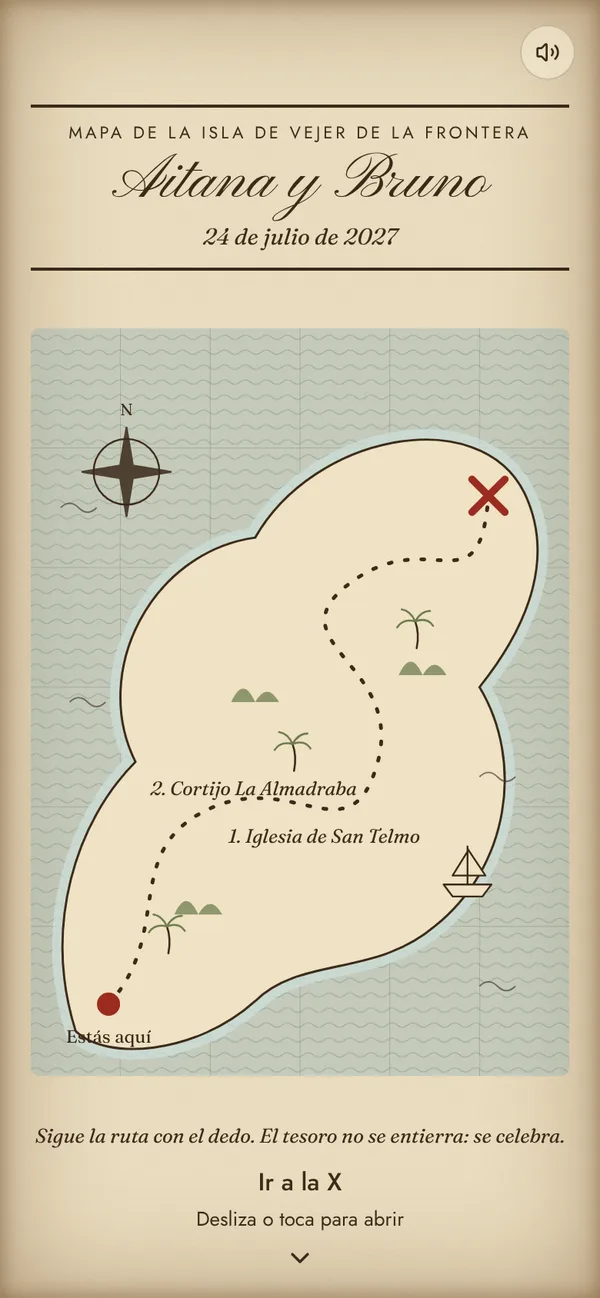 MAPA DE LA ISLA DE VEJER DE LA FRONTERA
Aitana y Bruno
24 de julio de 2027
N
2. Cortijo La Almadraba
1. Iglesia de San Telmo
Estás aquí
Sigue la ruta con el dedo. El tesoro no se entierra: se celebra.
Ir a la X
Desliza o toca para abrir